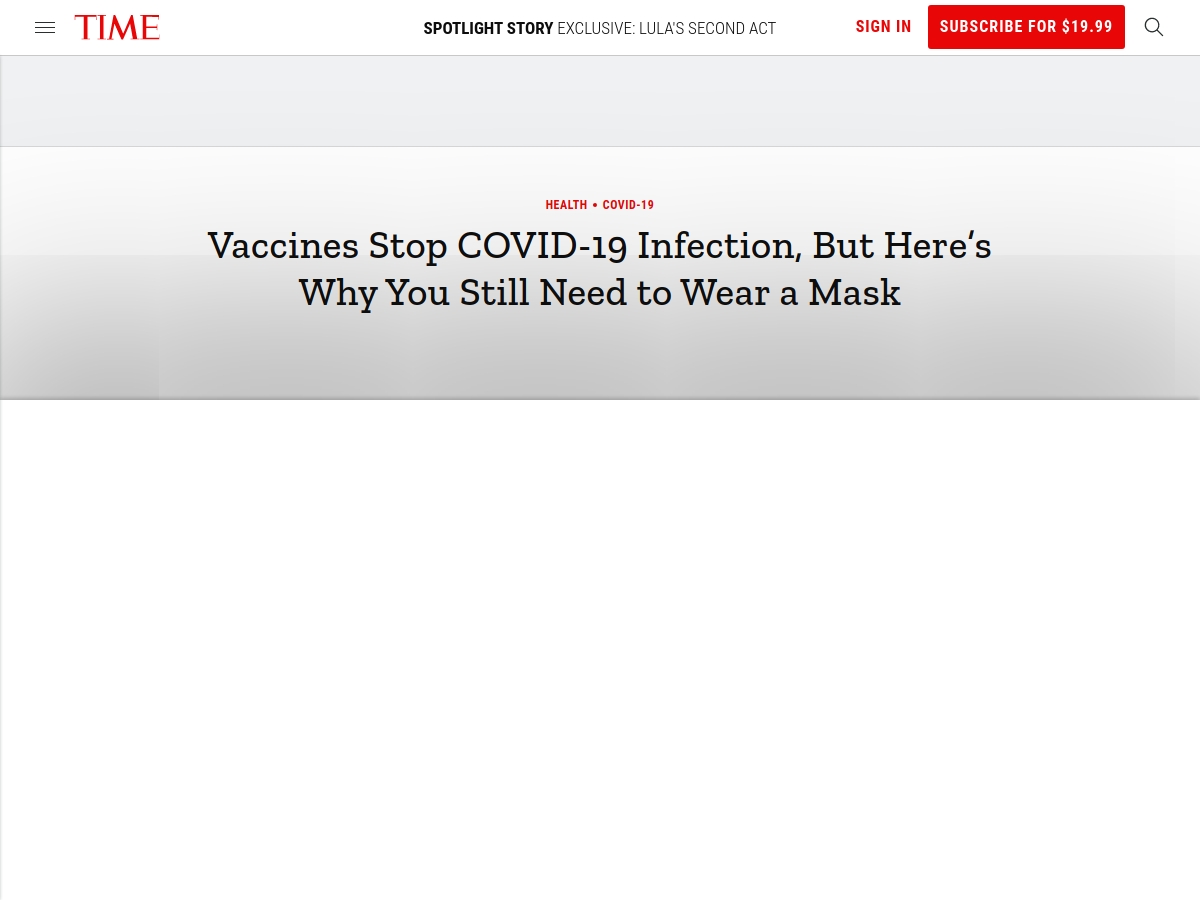 TIME
SPOTLIGHT STORY EXCLUSIVE: LULA'S SECOND ACT
SIGN IN
SUBSCRIBE FOR $19.99
HEALTH • COVID-19
Vaccines Stop COVID-19 Infection, But Here's
Why You Still Need to Wear a Mask